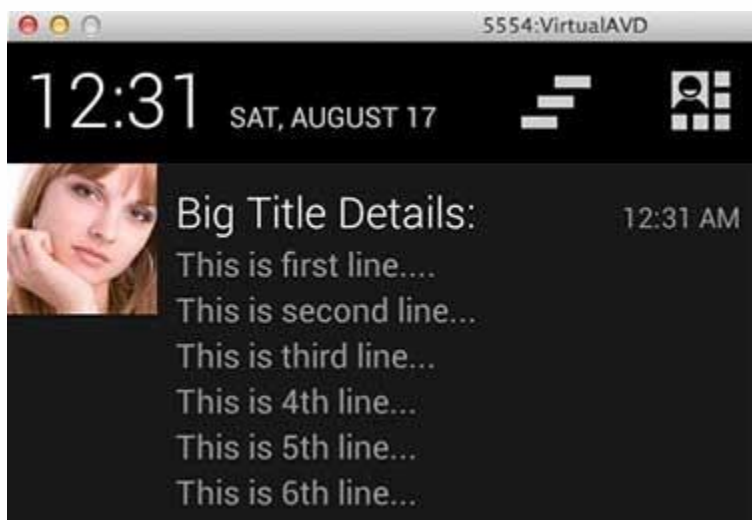 5554:VirtualAVD
12:31 SAT, AUGUST 17
Big Title Details: 12:31 AM
This is first line....
This is second line...
This is third line...
This is 4th line...
This is 5th line...
This is 6th line...